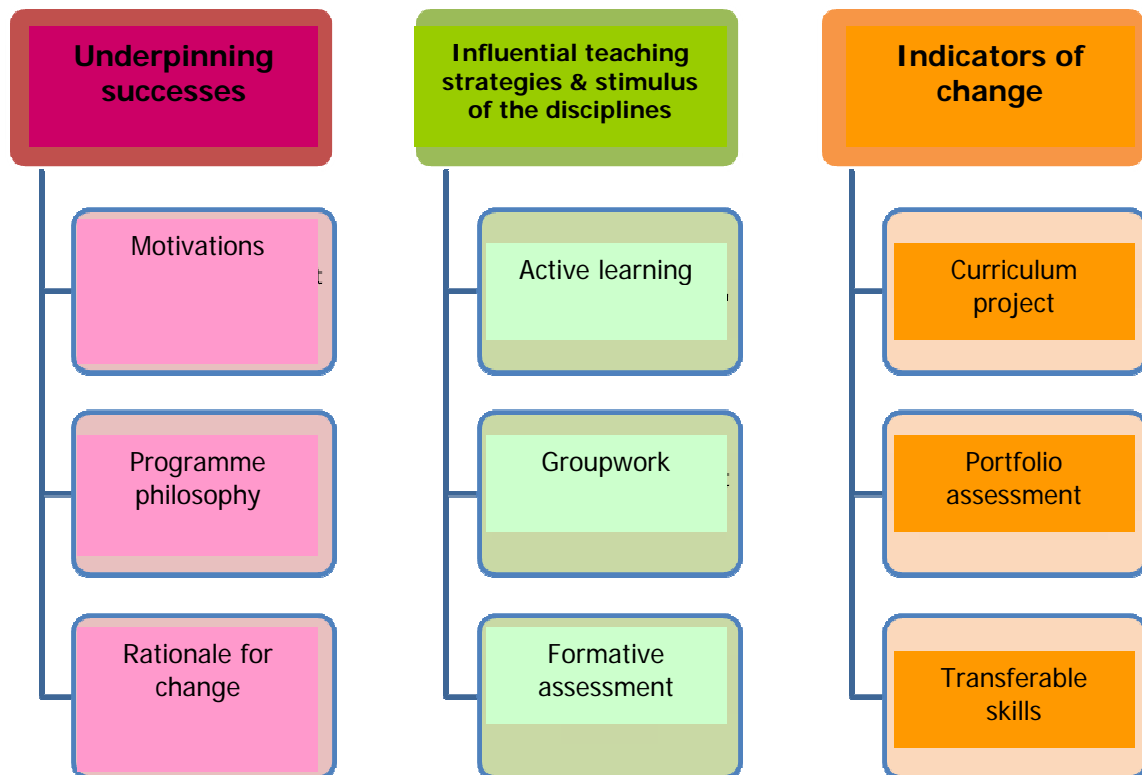 Underpinning
successes
Motivations
Programme
philosophy
Rationale for
change
Influential teaching
strategies & stimulus
of the disciplines
Active learning
Groupwork
Formative
assessment
Indicators of
change
Curriculum
project
Portfolio
assessment
Transferable
skills